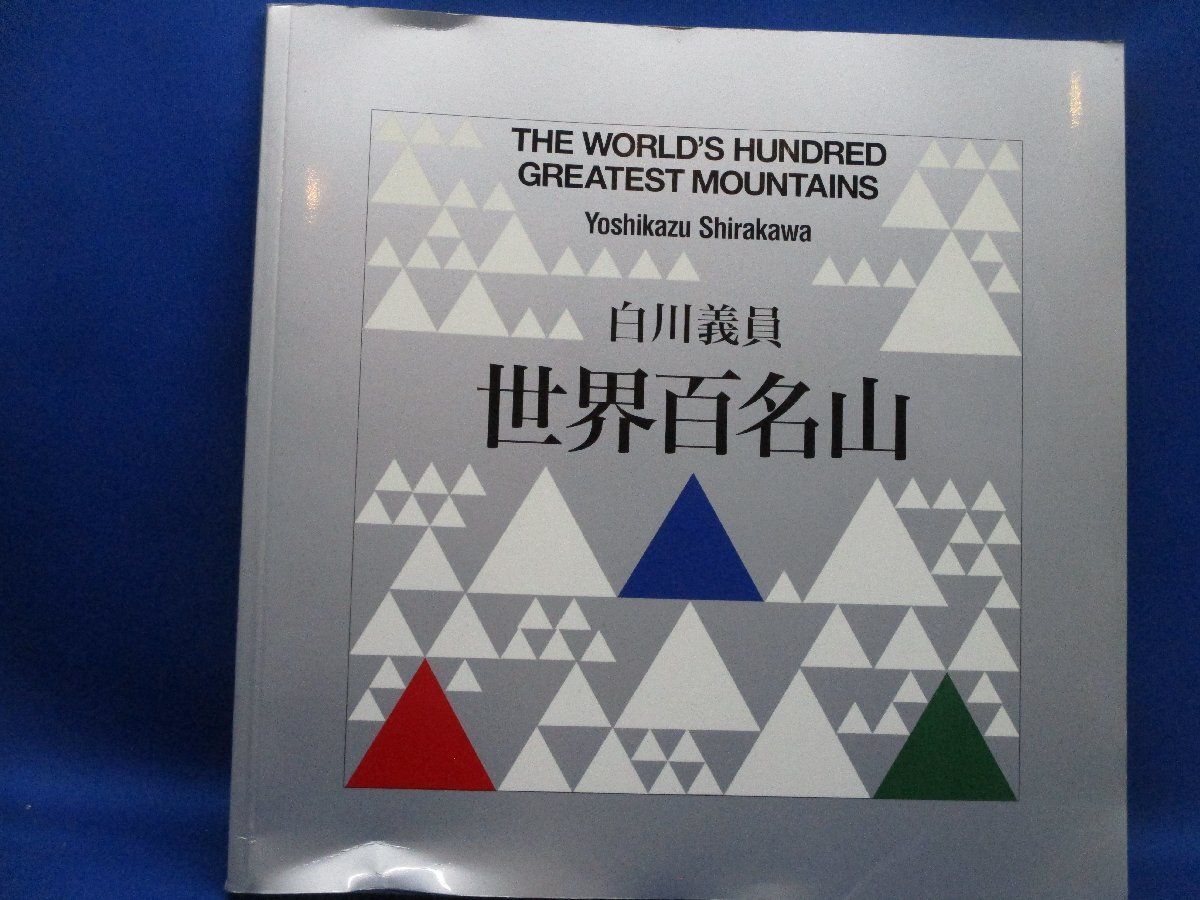 THE WORLD'S HUNDRED
GREATEST MOUNTAINS
Yoshikazu Shirakawa
白川義員
世界百名山